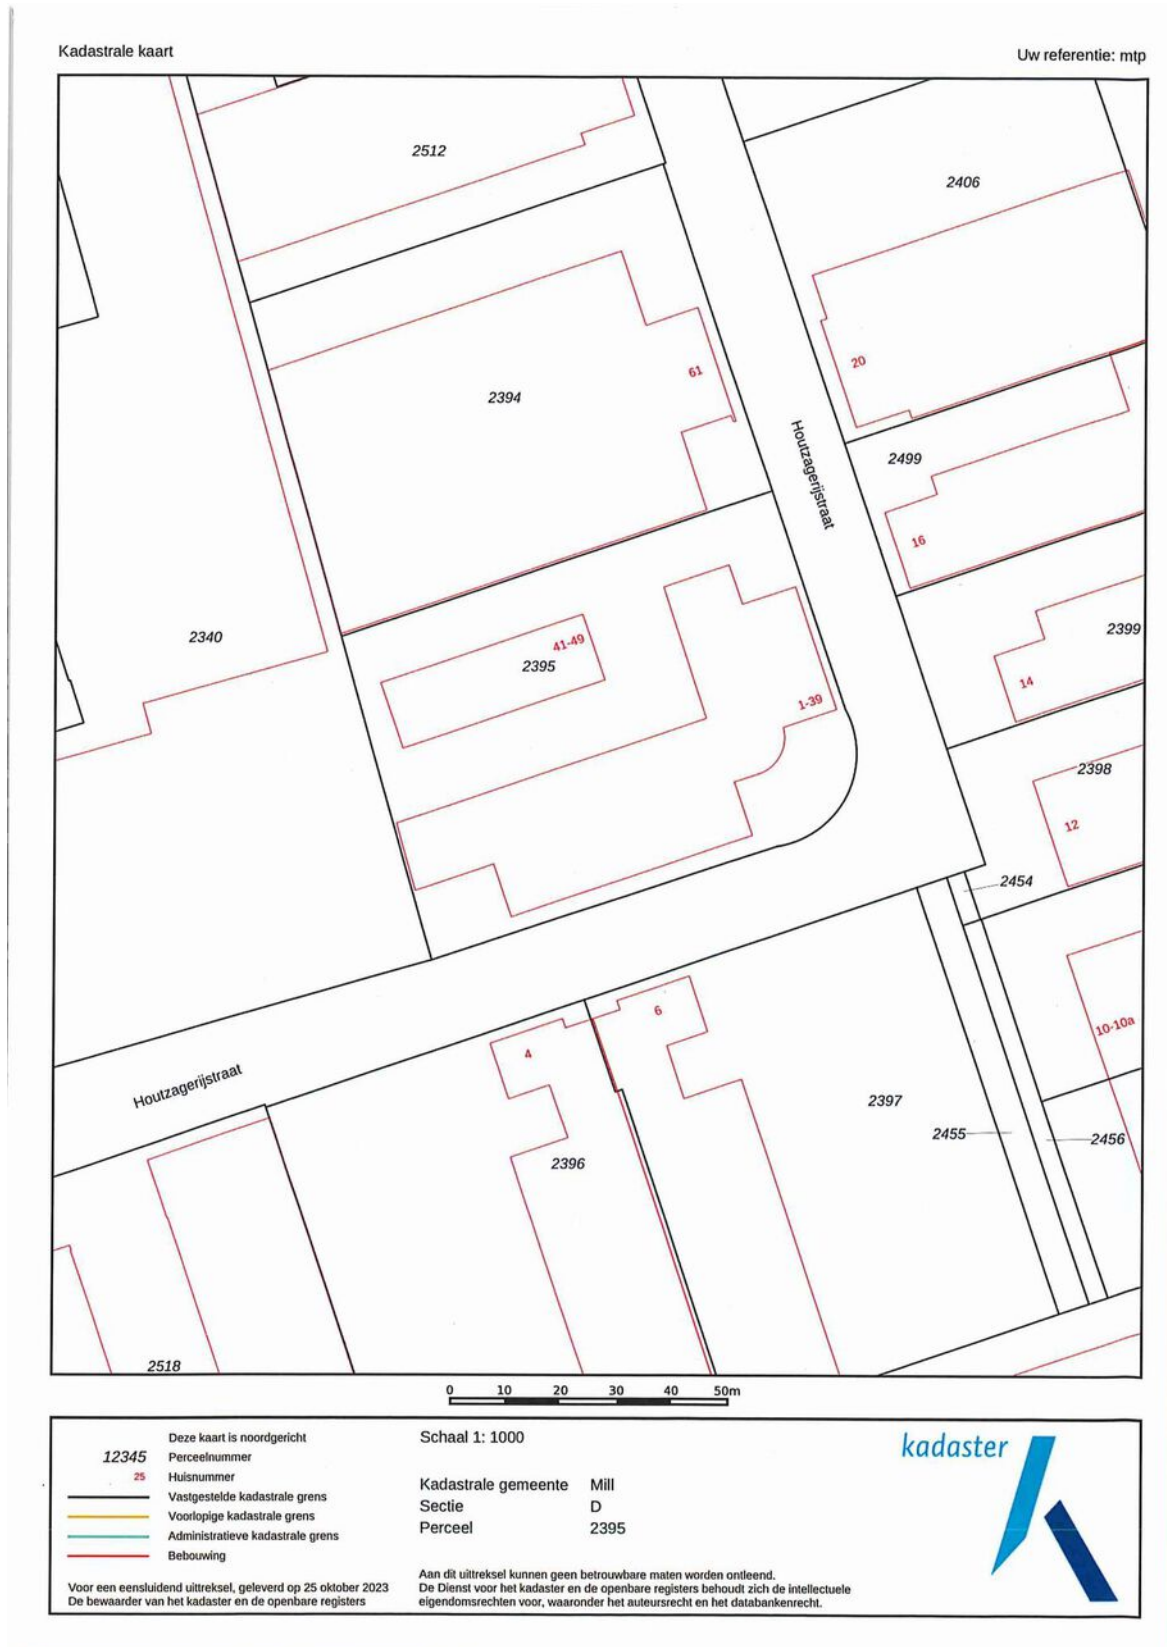 Kadastrale kaart
Uw referentie: mtp
2512
2406
20
61
2394
2499
Houtzagerijstraat
16
2340
41-49
2395
2399
14
1-39
2398
12
2454
6
4
10-10a
Houtzagerijstraat
2397
2455
2456
2396
2518
0 10 20 30 40 50m
Deze kaart is noordgericht
12345 Perceelnummer
25 Huisnummer
Vastgestelde kadastrale grens
Voorlopige kadastrale grens
Administratieve kadastrale grens
Bebouwing
Voor een eensluidend uittreksel, geleverd op 25 oktober 2023
De bewaarder van het kadaster en de openbare registers
Schaal 1: 1000
Kadastrale gemeente Mill
Sectie D
Perceel 2395
Aan dit uittreksel kunnen geen betrouwbare maten worden ontleend.
De Dienst voor het kadaster en de openbare registers behoudt zich de intellectuele
eigendomsrechten voor, waaronder het auteursrecht en het databankenrecht.
kadaster